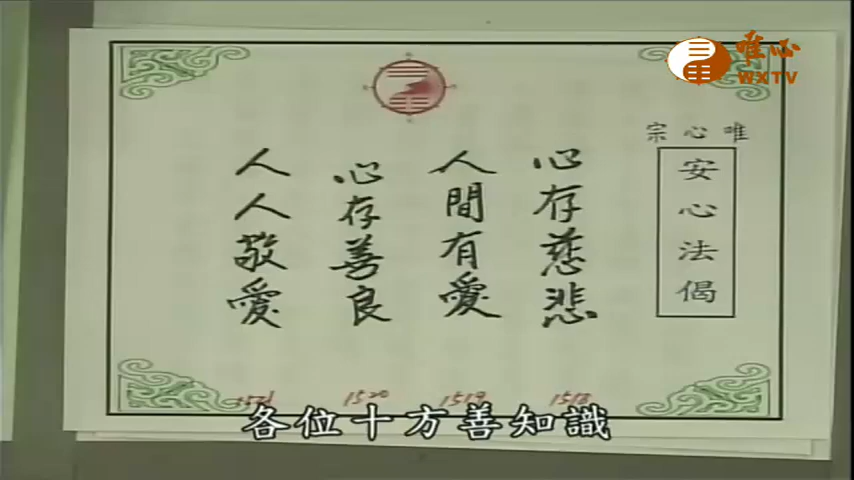 唯心
WXTV
唯心宗
安心法偈
心存慈悲
人間有愛
心存善良
人人敬愛
1518
1519
1520
各位十方善知識